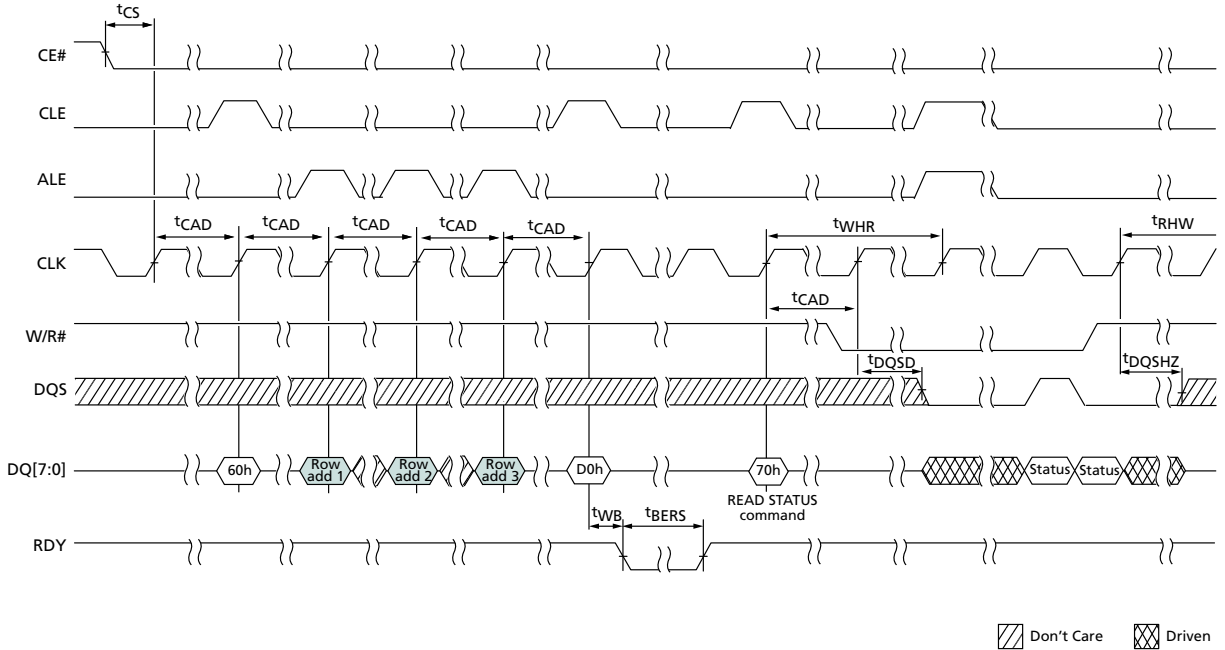 tCS
CE#
CLE
ALE
tCAD tCAD tCAD tCAD tCAD tWHR tRHW
CLK
tCAD
W/R#
tDQSD tDQSHZ
DQS
DQ[7:0] 60h Row add 1 Row add 2 Row add 3 D0h 70h Status Status
READ STATUS
command
tWB tBERS
RDY
Don't Care Driven